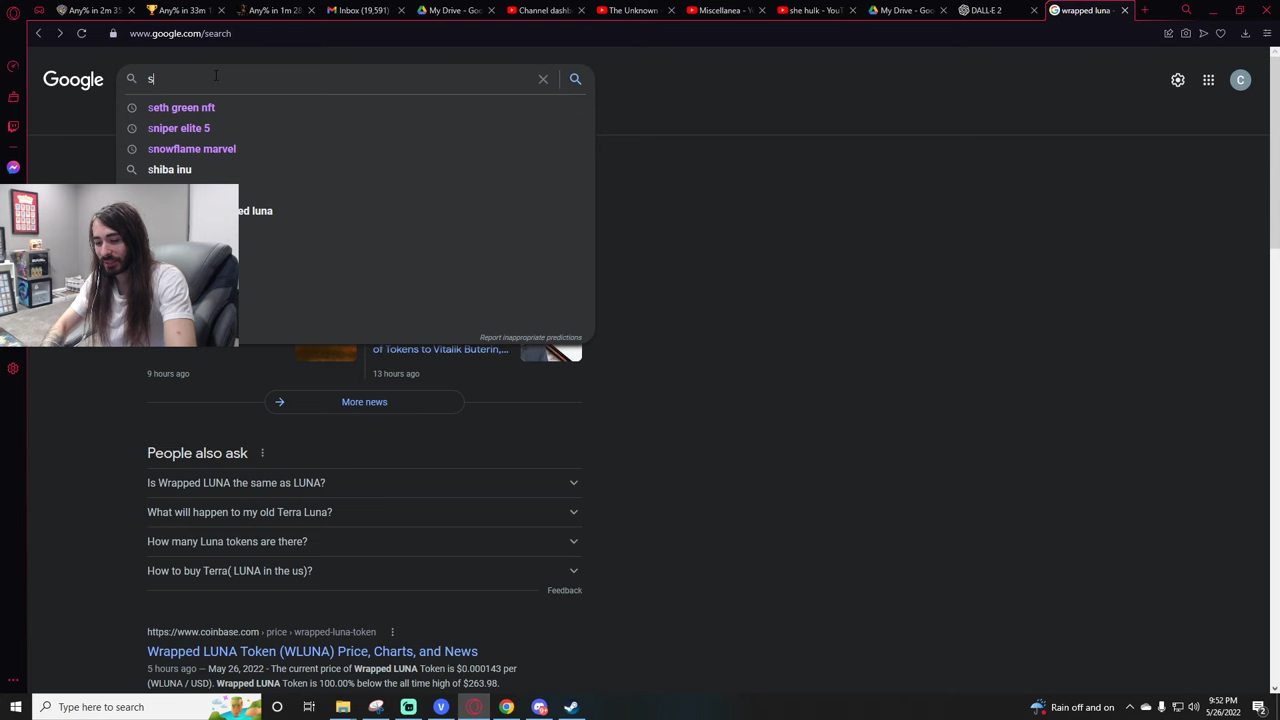 Any% in 2m 35
Any% in 33m 1
Any% in 1m 28
Inbox (19,591)
My Drive - Goo
Channel dashb
The Unknown
Miscellanea - Y
she hulk - YouT
My Drive - Goo
DALL·E 2
wrapped luna -
www.google.com/search
Google
s
C
seth green nft
sniper elite 5
snowflame marvel
shiba inu
ed luna
Report inappropriate predictions
of Tokens to Vitalik Buterin,...
9 hours ago
13 hours ago
More news
People also ask
Is Wrapped LUNA the same as LUNA?
What will happen to my old Terra Luna?
How many Luna tokens are there?
How to buy Terra( LUNA in the us)?
Feedback
https://www.coinbase.com › price › wrapped-luna-token
Wrapped LUNA Token (WLUNA) Price, Charts, and News
5 hours ago — May 26, 2022 - The current price of Wrapped LUNA Token is $0.000143 per
(WLUNA / USD). Wrapped LUNA Token is 100.00% below the all time high of $263.98.
Type here to search
Rain off and on
9:52 PM
5/26/2022
2